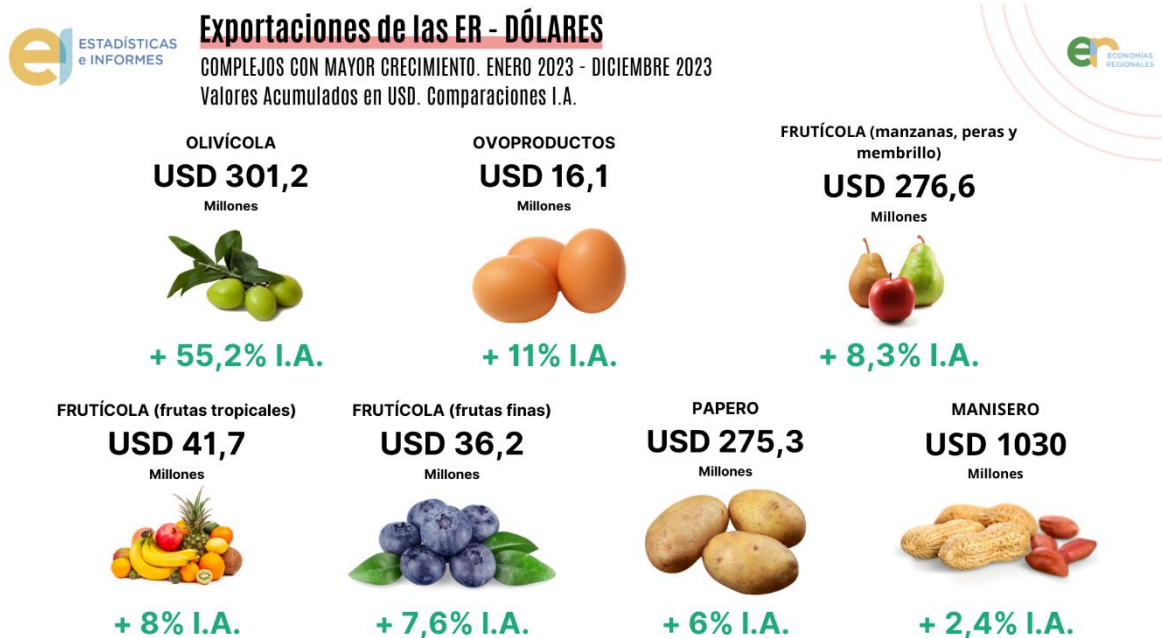 ESTADÍSTICAS
e INFORMES
Exportaciones de las ER - DÓLARES
COMPLEJOS CON MAYOR CRECIMIENTO. ENERO 2023 - DICIEMBRE 2023
Valores Acumulados en USD. Comparaciones I.A.
er ECONOMÍAS
REGIONALES
OLIVÍCOLA
USD 301,2
Millones
+ 55,2% I.A.
OVOPRODUCTOS
USD 16,1
Millones
+ 11% I.A.
FRUTÍCOLA (manzanas, peras y
membrillo)
USD 276,6
Millones
+ 8,3% I.A.
FRUTÍCOLA (frutas tropicales)
USD 41,7
Millones
+ 8% I.A.
FRUTÍCOLA (frutas finas)
USD 36,2
Millones
+ 7,6% I.A.
PAPERO
USD 275,3
Millones
+ 6% I.A.
MANISERO
USD 1030
Millones
+ 2,4% I.A.